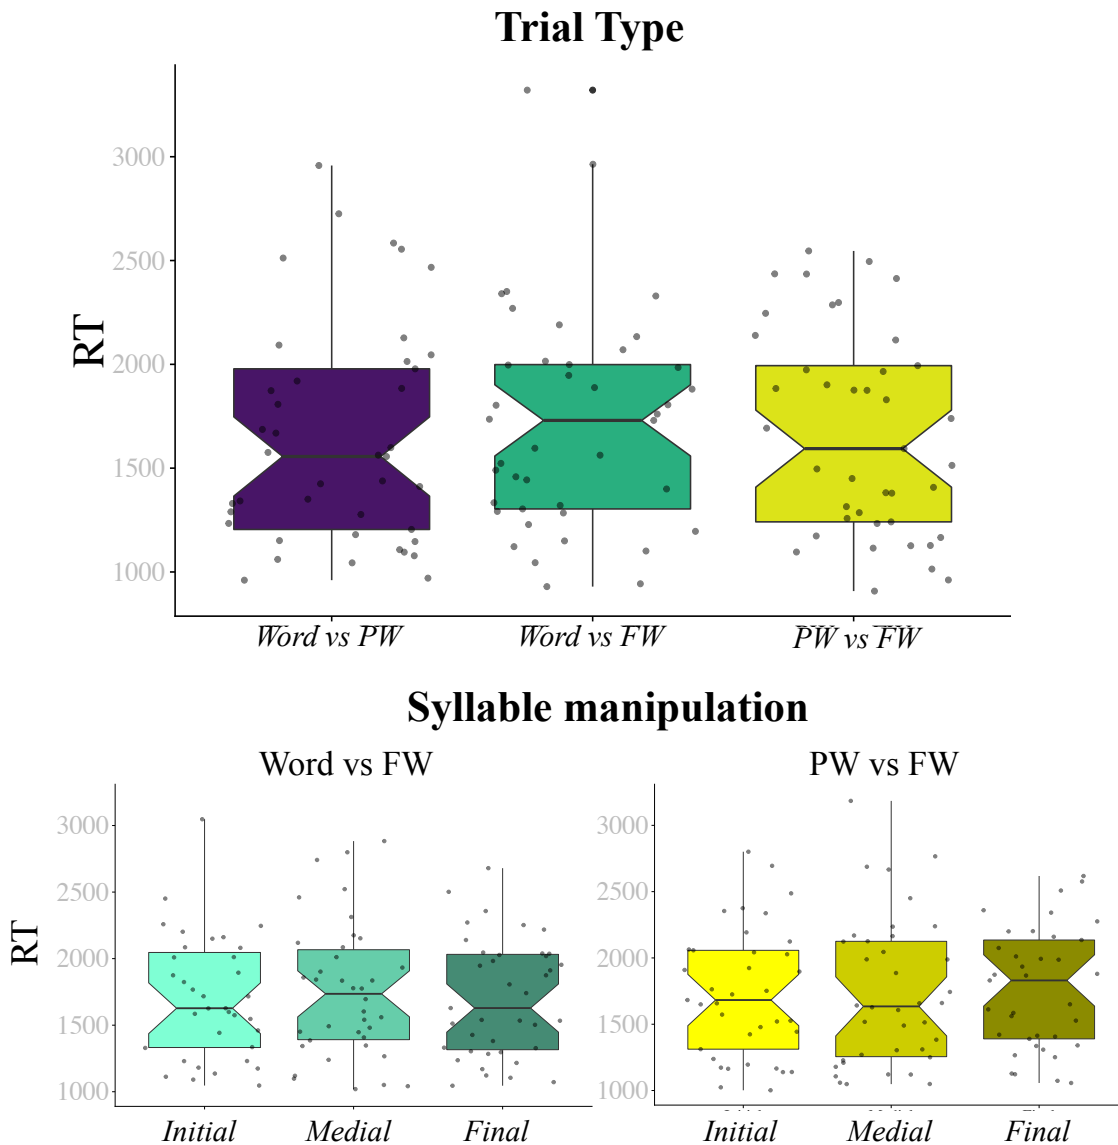 Trial Type
3000
2500
RT
2000
1500
1000
Word vs PW
Word vs FW
PW vs FW
Syllable manipulation
Word vs FW
PW vs FW
3000
2500
RT
2000
1500
1000
3000
2500
2000
1500
1000
Initial
Medial
Final
Initial
Medial
Final